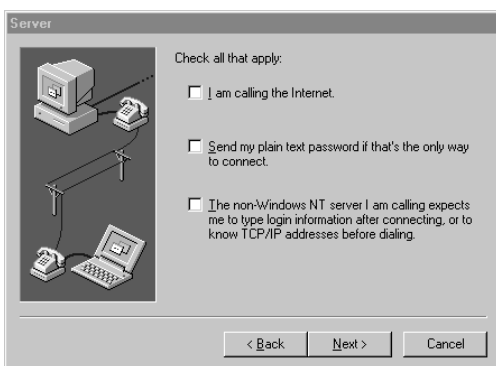 Server
Check all that apply:
I am calling the Internet.
Send my plain text password if that's the only way
to connect.
The non-Windows NT server I am calling expects
me to type login information after connecting, or to
know TCP/IP addresses before dialing.
< Back
Next >
Cancel